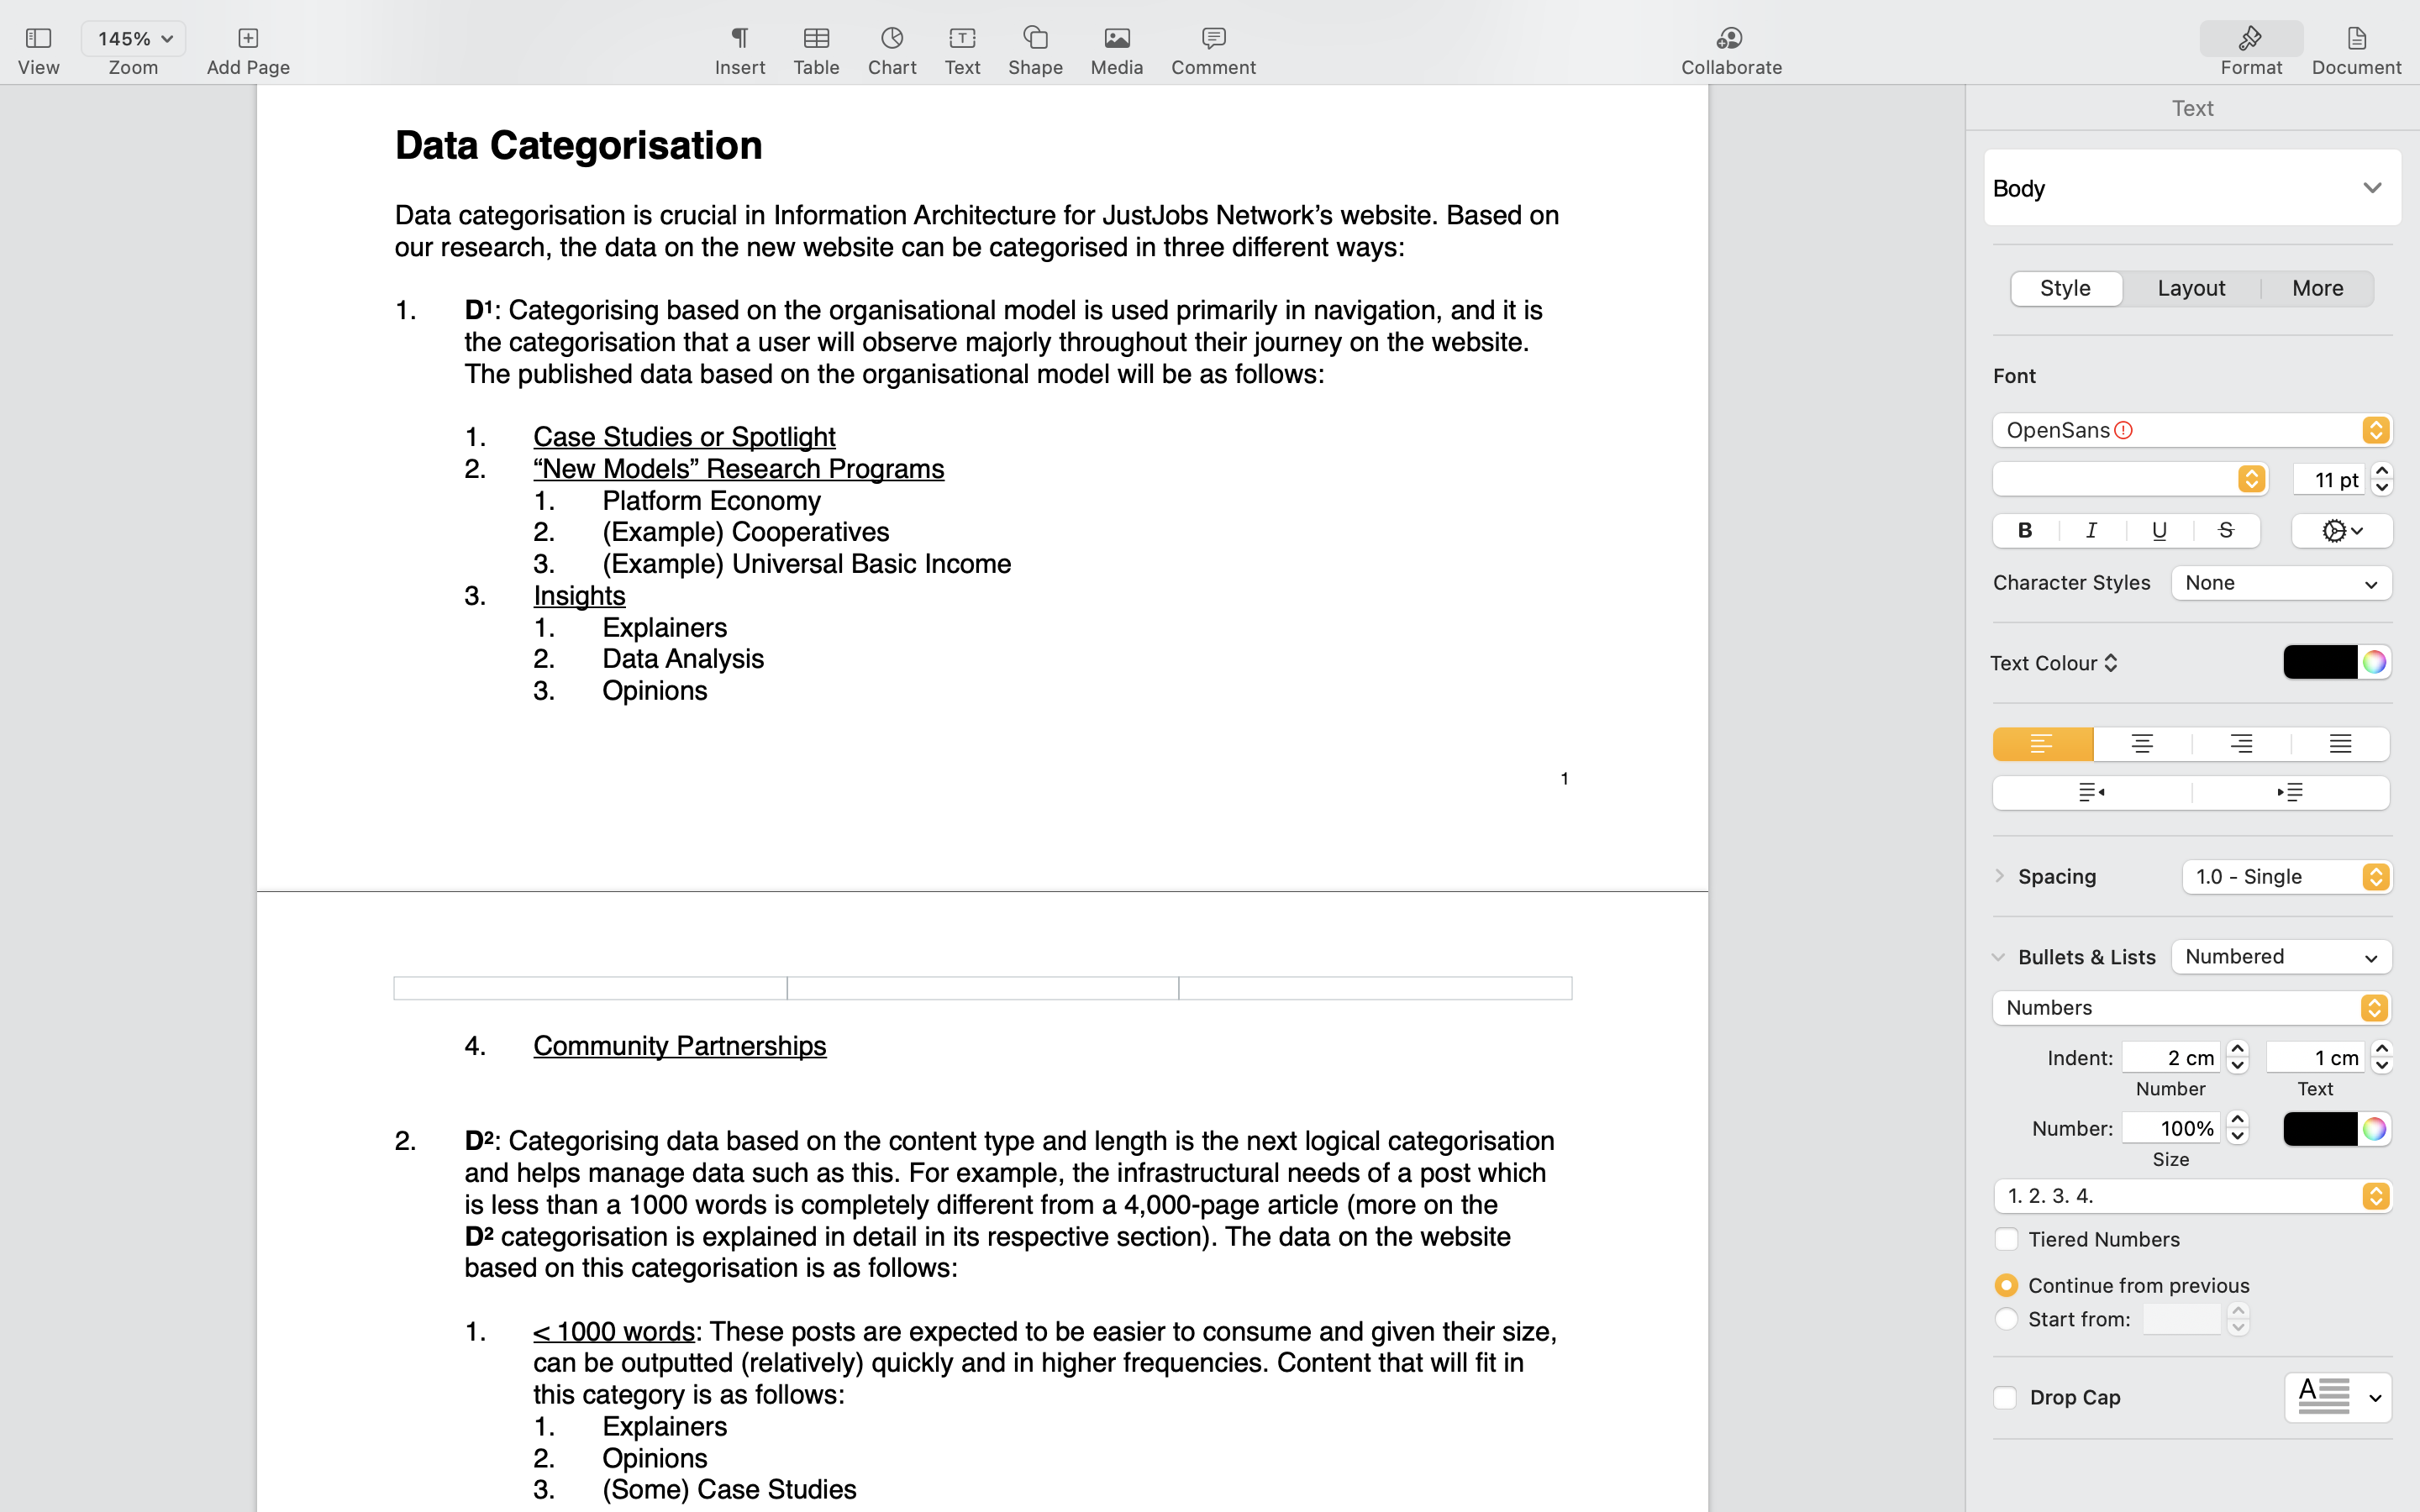 145%
View
Zoom
Add Page
Insert
Table
Chart
Text
Shape
Media
Comment
Collaborate
Format
Document
Data Categorisation
Data categorisation is crucial in Information Architecture for JustJobs Network’s website. Based on
our research, the data on the new website can be categorised in three different ways:
1. D¹: Categorising based on the organisational model is used primarily in navigation, and it is
the categorisation that a user will observe majorly throughout their journey on the website.
The published data based on the organisational model will be as follows:
1. Case Studies or Spotlight
2. “New Models” Research Programs
1. Platform Economy
2. (Example) Cooperatives
3. (Example) Universal Basic Income
3. Insights
1. Explainers
2. Data Analysis
3. Opinions
1
4. Community Partnerships
2. D²: Categorising data based on the content type and length is the next logical categorisation
and helps manage data such as this. For example, the infrastructural needs of a post which
is less than a 1000 words is completely different from a 4,000-page article (more on the
D² categorisation is explained in detail in its respective section). The data on the website
based on this categorisation is as follows:
1. < 1000 words: These posts are expected to be easier to consume and given their size,
can be outputted (relatively) quickly and in higher frequencies. Content that will fit in
this category is as follows:
1. Explainers
2. Opinions
3. (Some) Case Studies
Text
Body
Style Layout More
Font
OpenSans
11 pt
B I U S
Character Styles None
Text Colour
Spacing 1.0 - Single
Bullets & Lists Numbered
Numbers
Indent: 2 cm 1 cm
Number Text
Number: 100%
Size
1. 2. 3. 4.
Tiered Numbers
Continue from previous
Start from:
Drop Cap A